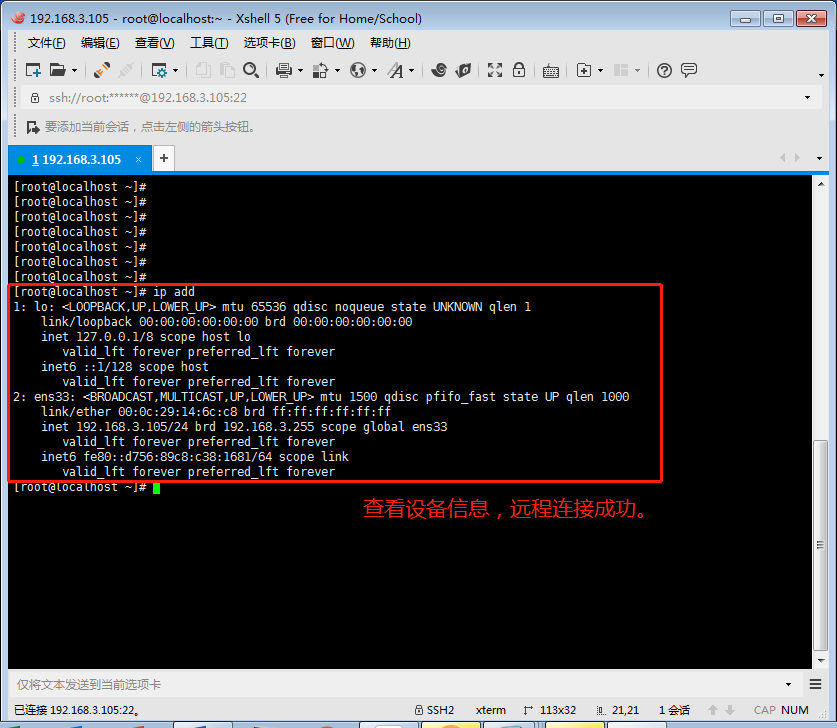 192.168.3.105 - root@localhost:~ - Xshell 5 (Free for Home/School)
文件(F) 编辑(E) 查看(V) 工具(T) 选项卡(B) 窗口(W) 帮助(H)
ssh://root:******@192.168.3.105:22
要添加当前会话，点击左侧的箭头按钮。
1 192.168.3.105 × +
[root@localhost ~]#
[root@localhost ~]#
[root@localhost ~]#
[root@localhost ~]#
[root@localhost ~]#
[root@localhost ~]#
[root@localhost ~]#
[root@localhost ~]# ip add
1: lo: <LOOPBACK,UP,LOWER_UP> mtu 65536 qdisc noqueue state UNKNOWN qlen 1
    link/loopback 00:00:00:00:00:00 brd 00:00:00:00:00:00
    inet 127.0.0.1/8 scope host lo
       valid_lft forever preferred_lft forever
    inet6 ::1/128 scope host
       valid_lft forever preferred_lft forever
2: ens33: <BROADCAST,MULTICAST,UP,LOWER_UP> mtu 1500 qdisc pfifo_fast state UP qlen 1000
    link/ether 00:0c:29:14:6c:c8 brd ff:ff:ff:ff:ff:ff
    inet 192.168.3.105/24 brd 192.168.3.255 scope global ens33
       valid_lft forever preferred_lft forever
    inet6 fe80::d756:89c8:c38:1681/64 scope link
       valid_lft forever preferred_lft forever
[root@localhost ~]#
查看设备信息，远程连接成功。
仅将文本发送到当前选项卡
已连接 192.168.3.105:22。 SSH2 xterm 113x32 21,21 1 会话 CAP NUM